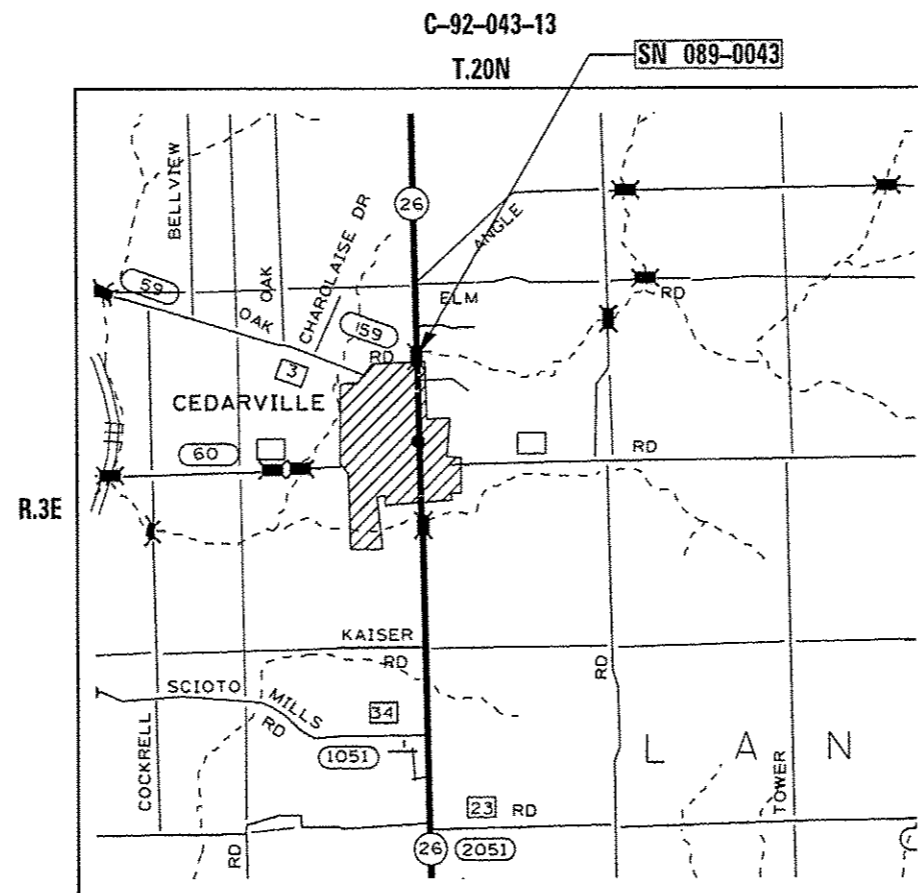 C-92-043-13
SN 089-0043
T.20N
BELLVIEW
OAK
CHAROLAISE DR
26
ANGLE
59
OAK
159
RD
ELM
RD
3
CEDARVILLE
60
RD
R.3E
KAISER
RD
SCIOTO
MILLS
RD
34
1051
COCKRELL
RD
RD
L A N
TOWER
23
RD
26
2051